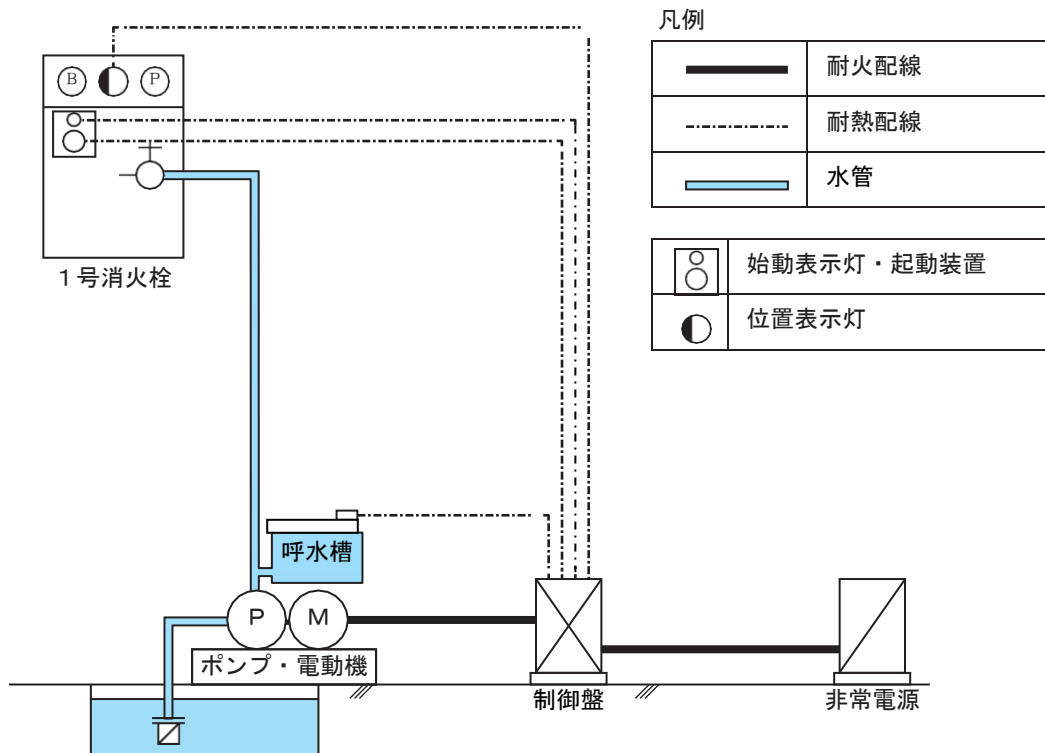 凡例
耐火配線
耐熱配線
水管
始動表示灯・起動装置
位置表示灯
B
P
1号消火栓
呼水槽
P
M
ポンプ・電動機
制御盤
非常電源